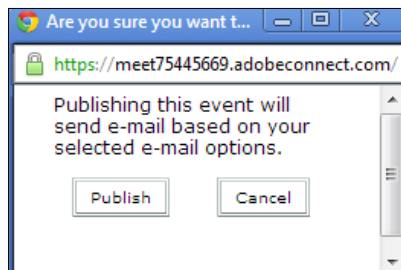 Are you sure you want t...
https://meet75445669.adobeconnect.com/
Publishing this event will
send e-mail based on your
selected e-mail options.
Publish Cancel